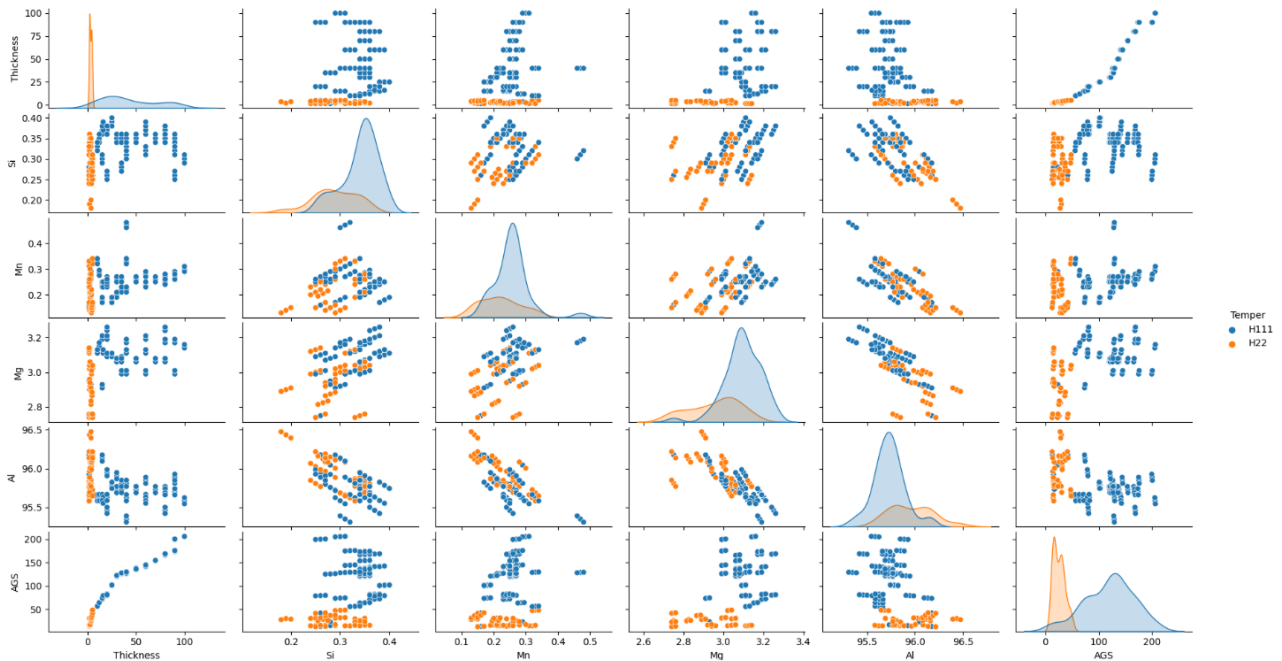 Thickness
100
75
50
25
0
Si
0.40
0.35
0.30
0.25
0.20
Mn
0.4
0.3
0.2
Temper
H111
H22
Mg
3.2
3.0
2.8
Al
96.5
96.0
95.5
AGS
200
150
100
50
0 50 100
0.2 0.3 0.4
0.1 0.2 0.3 0.4 0.5
2.6 2.8 3.0 3.2 3.4
95.5 96.0 96.5
0 100 200
Thickness Si Mn Mg Al AGS